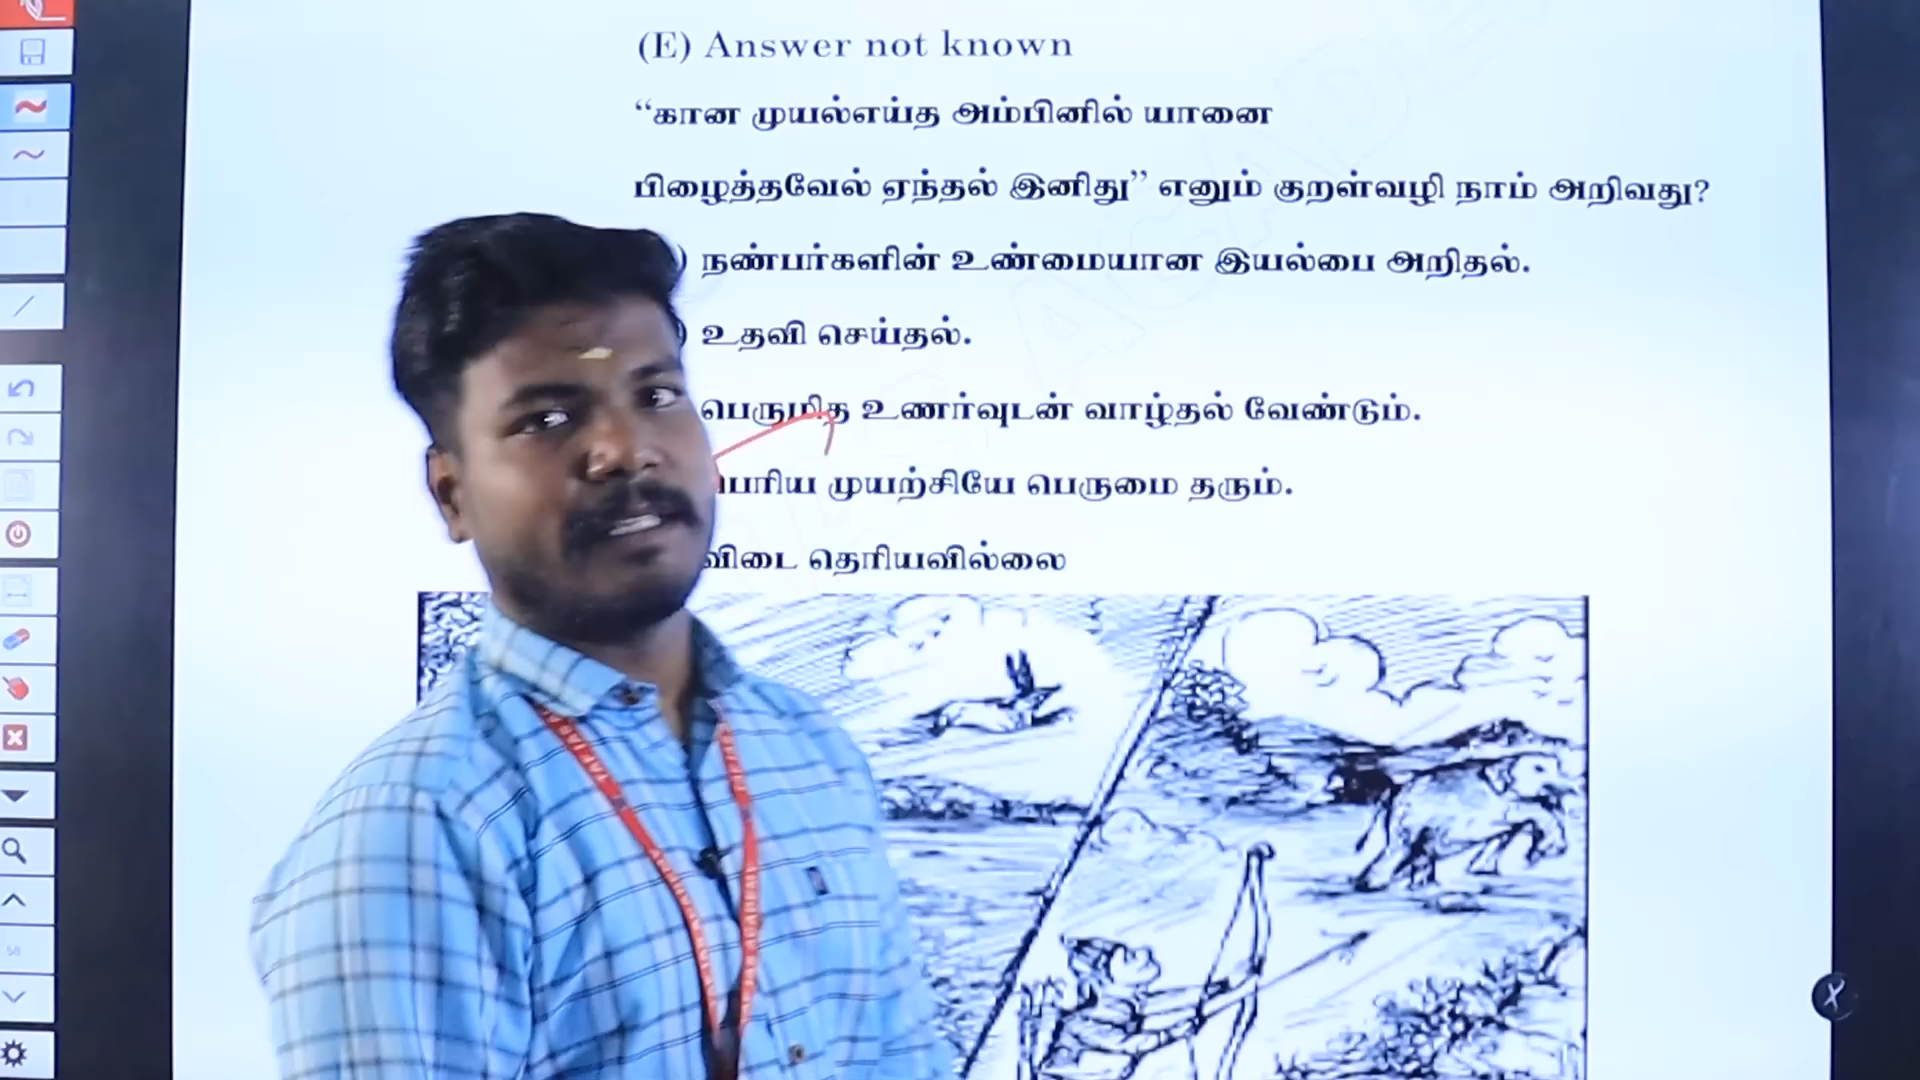 (E) Answer not known
“கான முயல்எய்த அம்பினில் யானை
பிழைத்தவேல் ஏந்தல் இனிது” எனும் குறள்வழி நாம் அறிவது?
) நண்பர்களின் உண்மையான இயல்பை அறிதல்.
) உதவி செய்தல்.
பெருமித உணர்வுடன் வாழ்தல் வேண்டும்.
முயற்சியே பெருமை தரும்.
விடை தெரியவில்லை